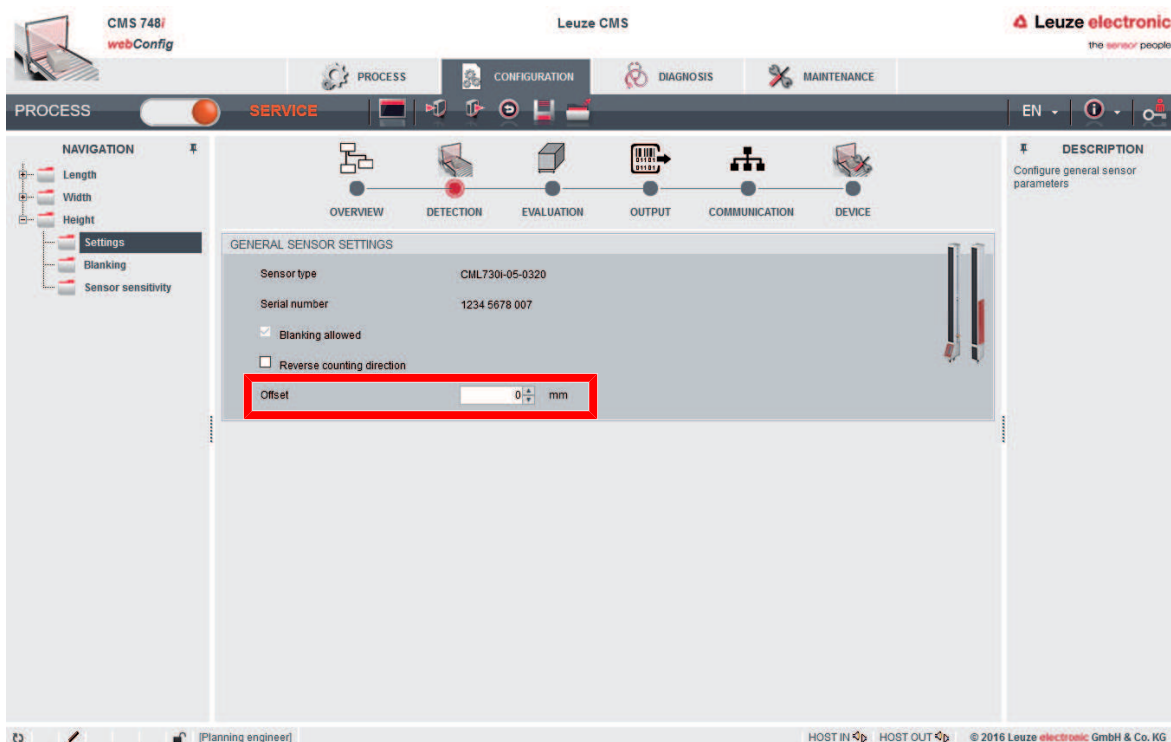 CMS 748i
webConfig
Leuze CMS
Leuze electronic
the sensor people
PROCESS
CONFIGURATION
DIAGNOSIS
MAINTENANCE
PROCESS
SERVICE
EN
NAVIGATION
Length
Width
Height
Settings
Blanking
Sensor sensitivity
OVERVIEW
DETECTION
EVALUATION
OUTPUT
COMMUNICATION
DEVICE
GENERAL SENSOR SETTINGS
Sensor type CML730i-05-0320
Serial number 1234 5678 007
Blanking allowed
Reverse counting direction
Offset 0 mm
DESCRIPTION
Configure general sensor
parameters
[Planning engineer]
HOST IN
HOST OUT
© 2016 Leuze electronic GmbH & Co. KG